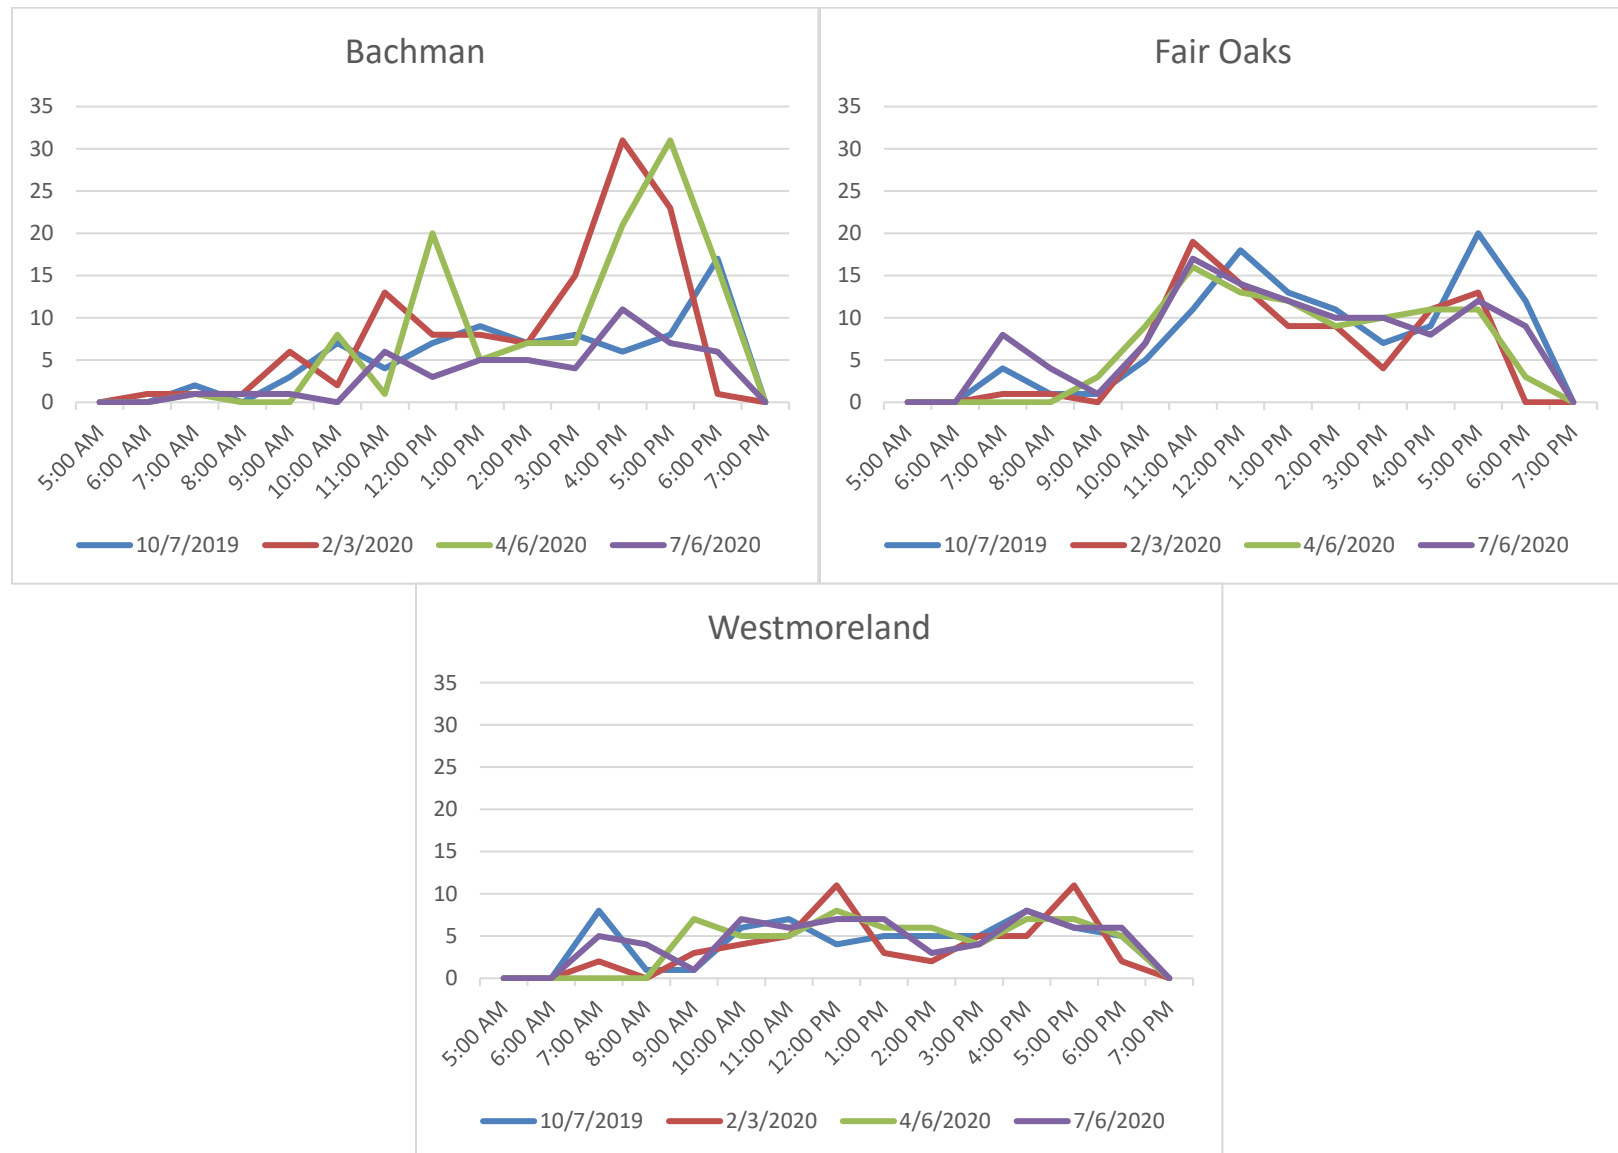 Bachman
35
30
25
20
15
10
5
0
5:00 AM
6:00 AM
7:00 AM
8:00 AM
9:00 AM
10:00 AM
11:00 AM
12:00 PM
1:00 PM
2:00 PM
3:00 PM
4:00 PM
5:00 PM
6:00 PM
7:00 PM
10/7/2019 2/3/2020 4/6/2020 7/6/2020
Fair Oaks
35
30
25
20
15
10
5
0
5:00 AM
6:00 AM
7:00 AM
8:00 AM
9:00 AM
10:00 AM
11:00 AM
12:00 PM
1:00 PM
2:00 PM
3:00 PM
4:00 PM
5:00 PM
6:00 PM
7:00 PM
10/7/2019 2/3/2020 4/6/2020 7/6/2020
Westmoreland
35
30
25
20
15
10
5
0
5:00 AM
6:00 AM
7:00 AM
8:00 AM
9:00 AM
10:00 AM
11:00 AM
12:00 PM
1:00 PM
2:00 PM
3:00 PM
4:00 PM
5:00 PM
6:00 PM
7:00 PM
10/7/2019 2/3/2020 4/6/2020 7/6/2020